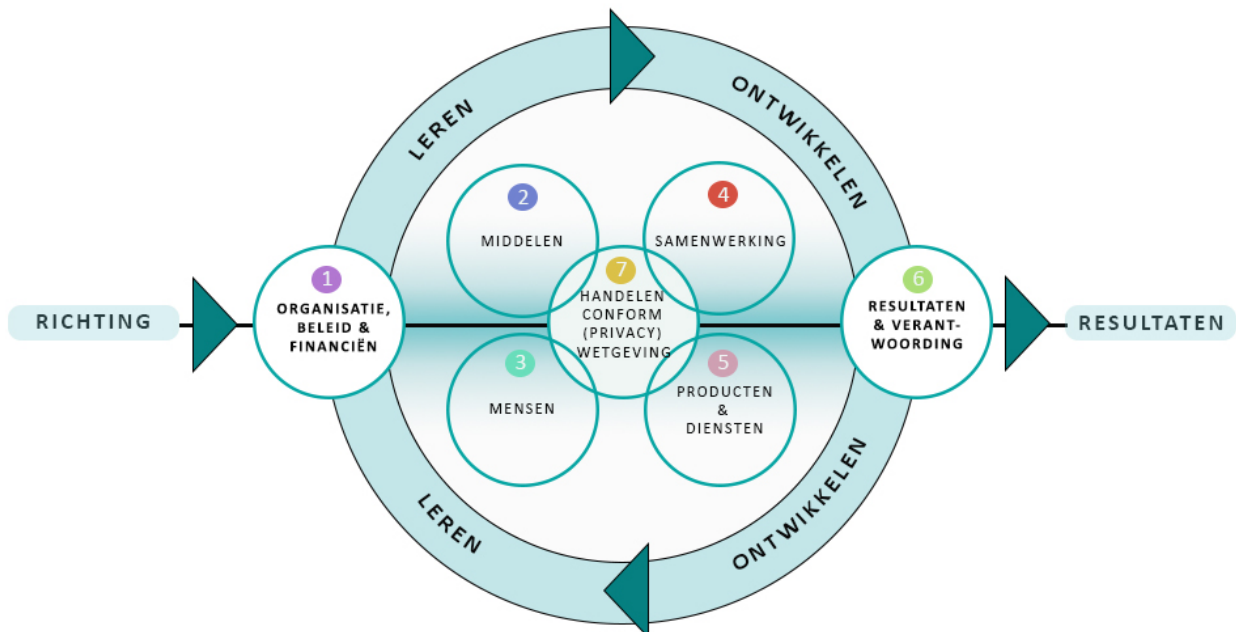 LEREN
ONTWIKKELEN
2
MIDDELEN
4
SAMENWERKING
RICHTING
1
ORGANISATIE,
BELEID &
FINANCIËN
7
HANDELEN
CONFORM
(PRIVACY)
WETGEVING
6
RESULTATEN
& VERANT-
WOORDING
RESULTATEN
3
MENSEN
5
PRODUCTEN
&
DIENSTEN
LEREN
ONTWIKKELEN